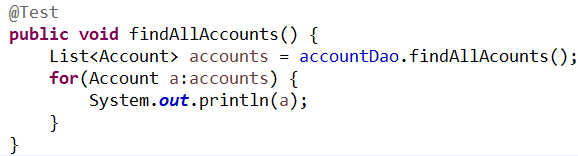 @Test
public void findAllAccounts() {
    List<Account> accounts = accountDao.findAllAcounts();
    for(Account a:accounts) {
        System.out.println(a);
    }
}